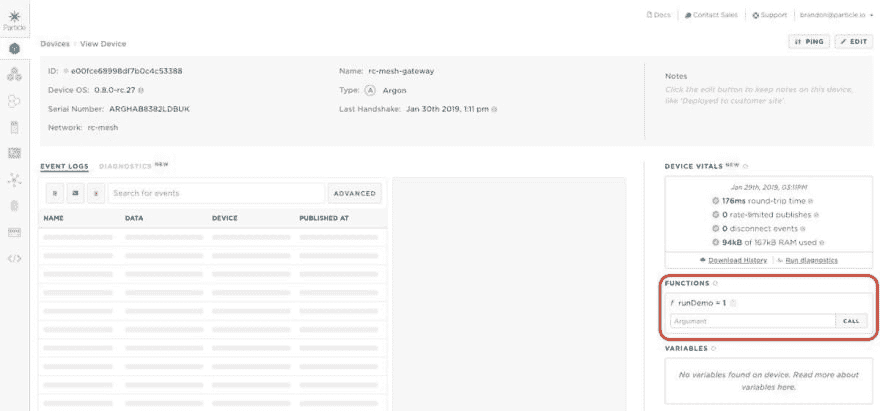 Docs Contact Sales Support brandon@particle.io
Particle
Devices View Device
PING EDIT
ID: e00fce68998df7b0c4c53388
Name: rc-mesh-gateway
Notes
Device OS: 0.8.0-rc.27
Type: A Argon
Click the edit button to keep notes on this device,
like 'Deployed to customer site'.
Serial Number: ARGHAB8382LDBUK
Last Handshake: Jan 30th 2019, 1:11 pm
Network: rc-mesh
EVENT LOGS DIAGNOSTICS NEW
Search for events ADVANCED
NAME DATA DEVICE PUBLISHED AT
DEVICE VITALS NEW
Jan 29th, 2019, 03:11PM
176ms round-trip time
0 rate-limited publishes
0 disconnect events
94kB of 167kB RAM used
Download History Run diagnostics
FUNCTIONS
f runDemo = 1
Argument CALL
VARIABLES
No variables found on device. Read more about
variables here.